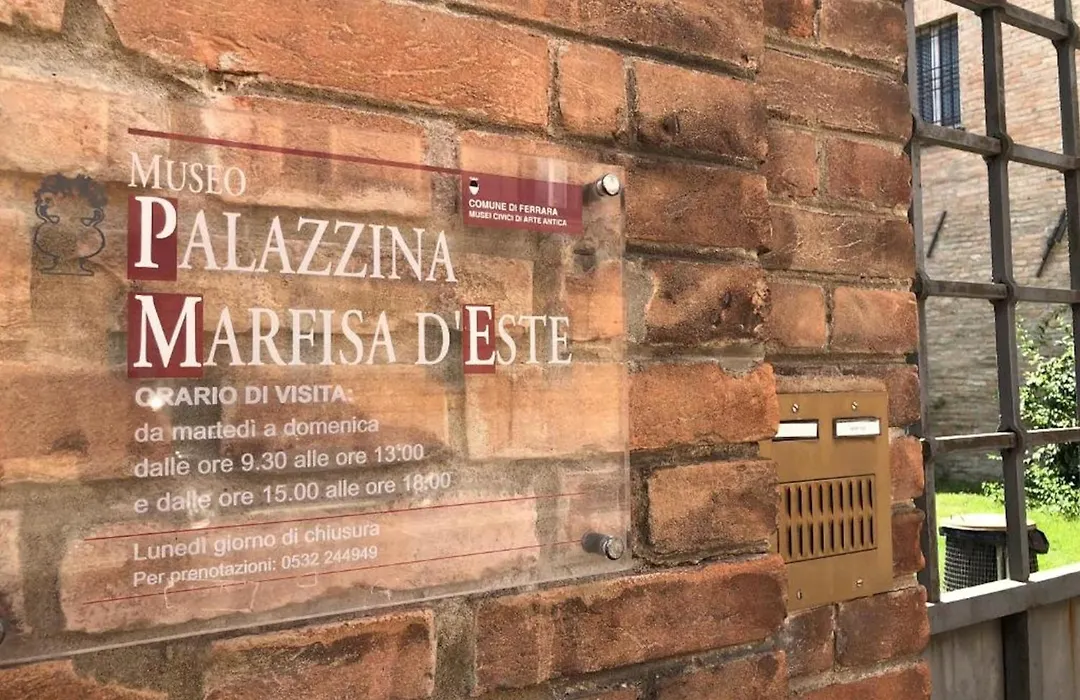 MUSEO
COMUNE DI FERRARA
MUSEI CIVICI DI ARTE ANTICA
PALAZZINA
MARFISA D'ESTE
ORARIO DI VISITA:
da martedì a domenica
dalle ore 9.30 alle ore 13:00
e dalle ore 15.00 alle ore 18:00
Lunedì giorno di chiusura
Per prenotazioni: 0532 244949